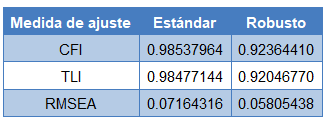 Medida de ajuste Estándar Robusto
CFI 0.98537964 0.92364410
TLI 0.98477144 0.92046770
RMSEA 0.07164316 0.05805438